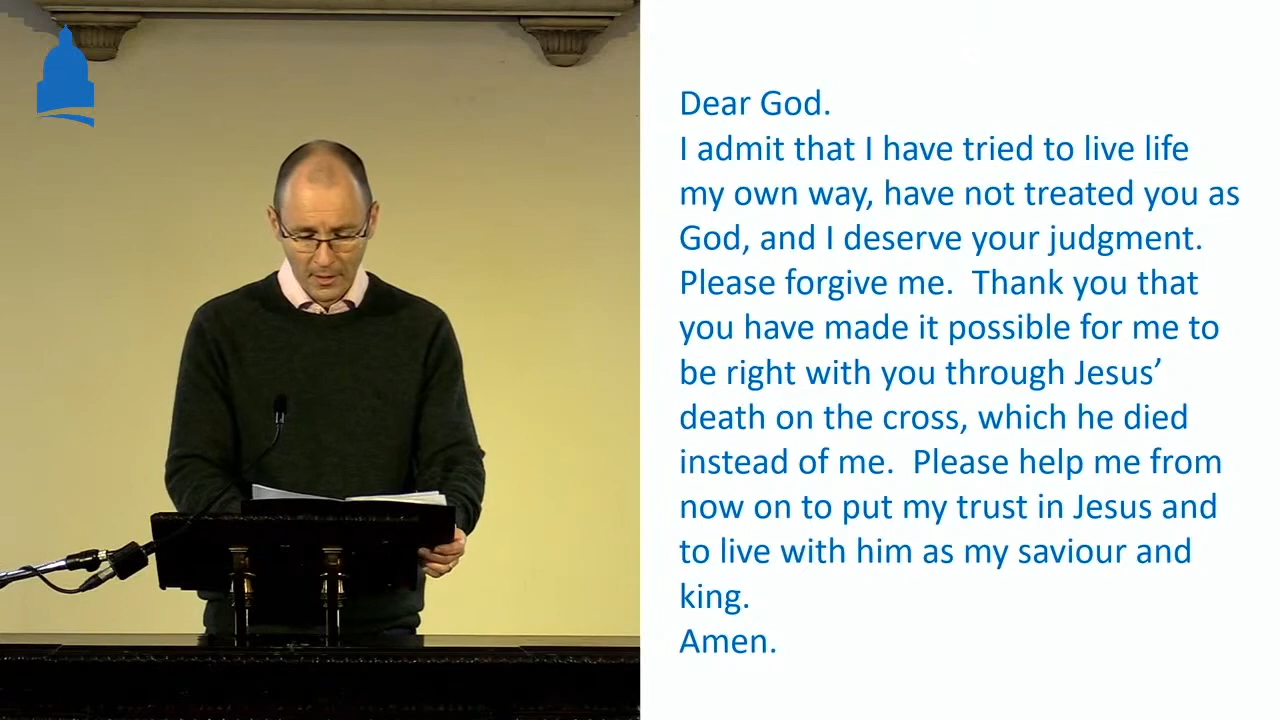 Dear God.
I admit that I have tried to live life
my own way, have not treated you as
God, and I deserve your judgment.
Please forgive me.  Thank you that
you have made it possible for me to
be right with you through Jesus’
death on the cross, which he died
instead of me.  Please help me from
now on to put my trust in Jesus and
to live with him as my saviour and
king.
Amen.